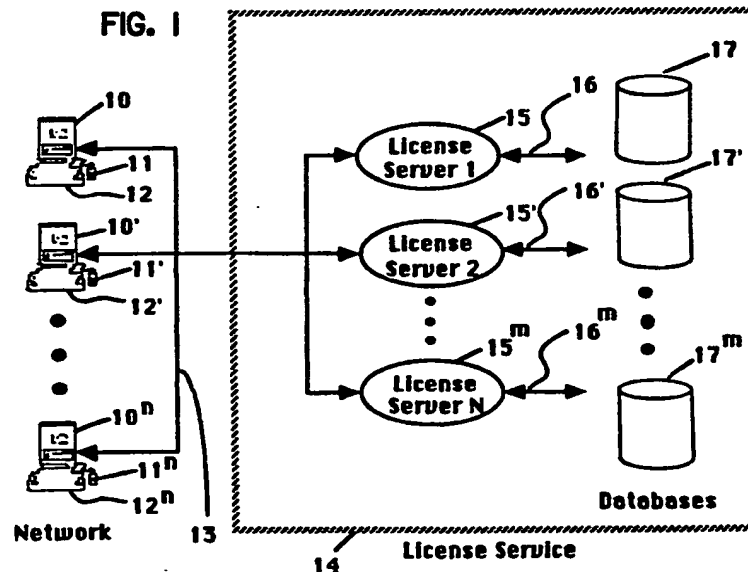 FIG. 1
10
11
12
10'
11'
12'
10ⁿ
11ⁿ
12ⁿ
Network
13
14
License Service
15
License
Server 1
16
17
15'
License
Server 2
16'
17'
15ᵐ
License
Server N
16ᵐ
17ᵐ
Databases